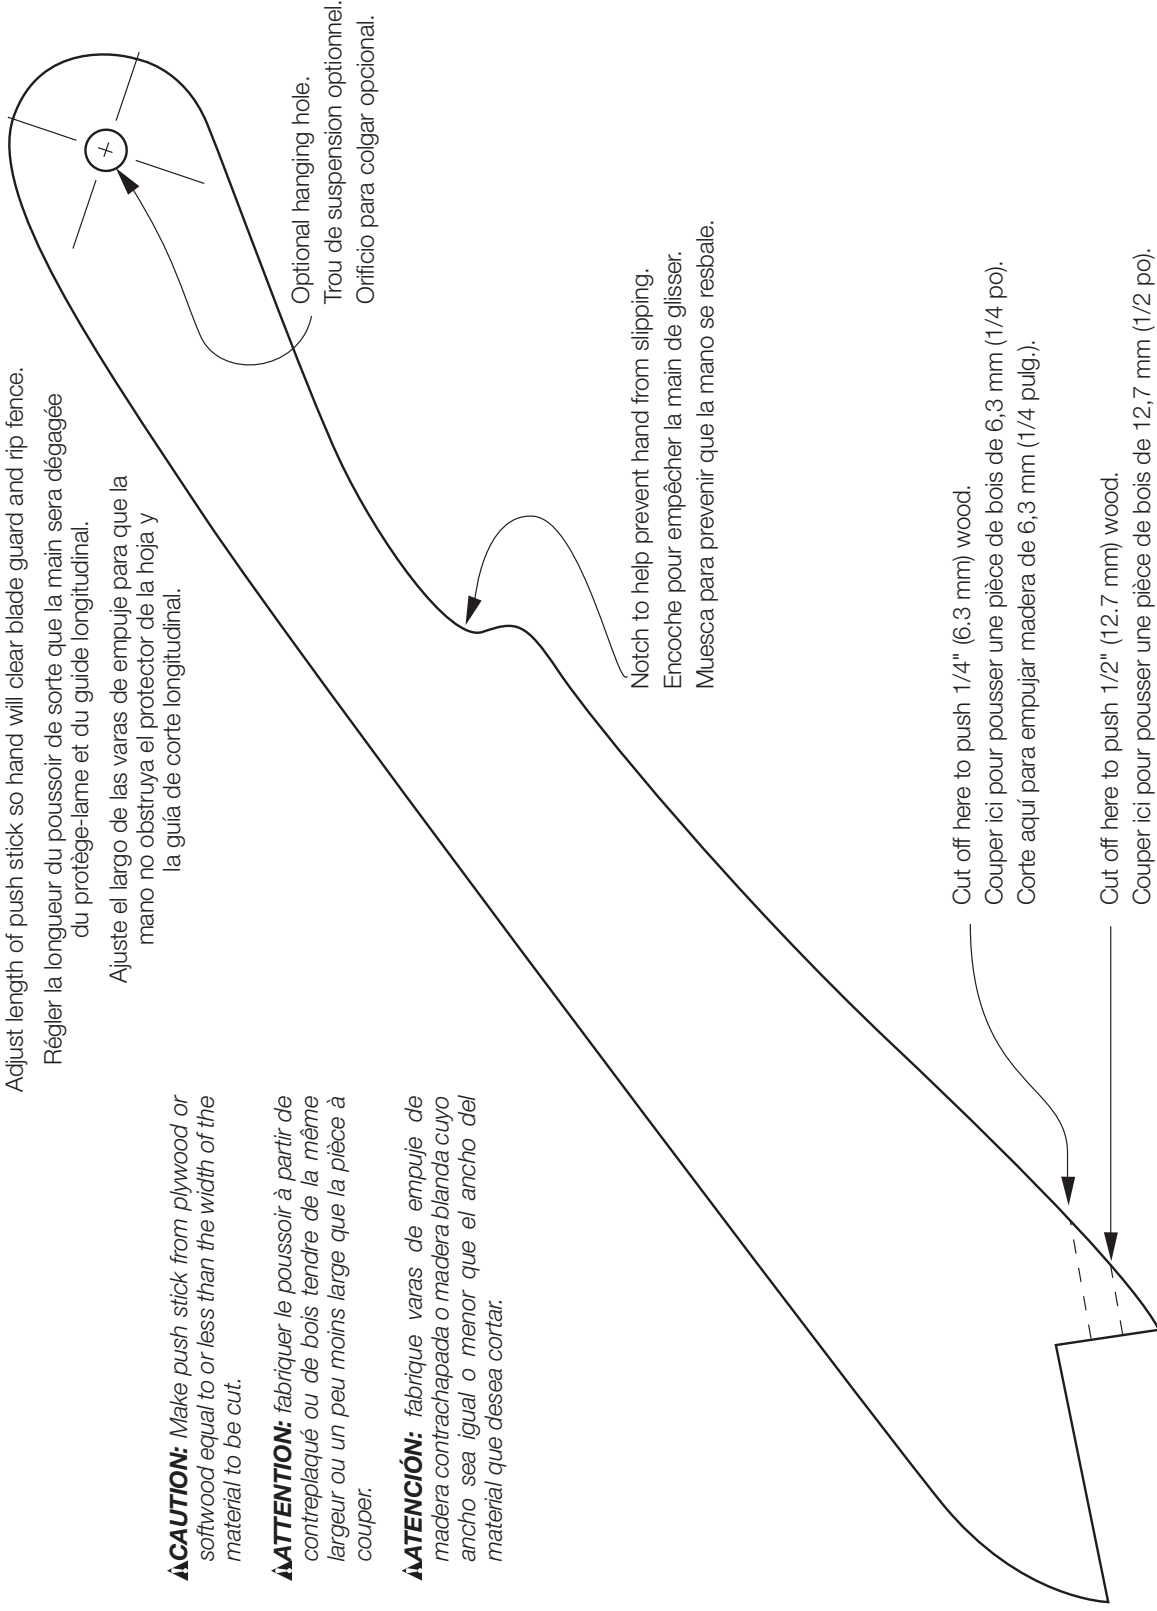 Adjust length of push stick so hand will clear blade guard and rip fence.
Régler la longueur du poussoir de sorte que la main sera dégagée
du protège-lame et du guide longitudinal.
Ajuste el largo de las varas de empuje para que la
mano no obstruya el protector de la hoja y
la guía de corte longitudinal.
CAUTION: Make push stick from plywood or
softwood equal to or less than the width of the
material to be cut.
ATTENTION: fabriquer le poussoir à partir de
contreplaqué ou de bois tendre de la même
largeur ou un peu moins large que la pièce à
couper.
ATENCIÓN: fabrique varas de empuje de
madera contrachapada o madera blanda cuyo
ancho sea igual o menor que el ancho del
material que desea cortar.
Optional hanging hole.
Trou de suspension optionnel.
Orificio para colgar opcional.
Notch to help prevent hand from slipping.
Encoche pour empêcher la main de glisser.
Muesca para prevenir que la mano se resbale.
Cut off here to push 1/4" (6.3 mm) wood.
Couper ici pour pousser une pièce de bois de 6,3 mm (1/4 po).
Corte aquí para empujar madera de 6,3 mm (1/4 pulg.).
Cut off here to push 1/2" (12.7 mm) wood.
Couper ici pour pousser une pièce de bois de 12,7 mm (1/2 po).